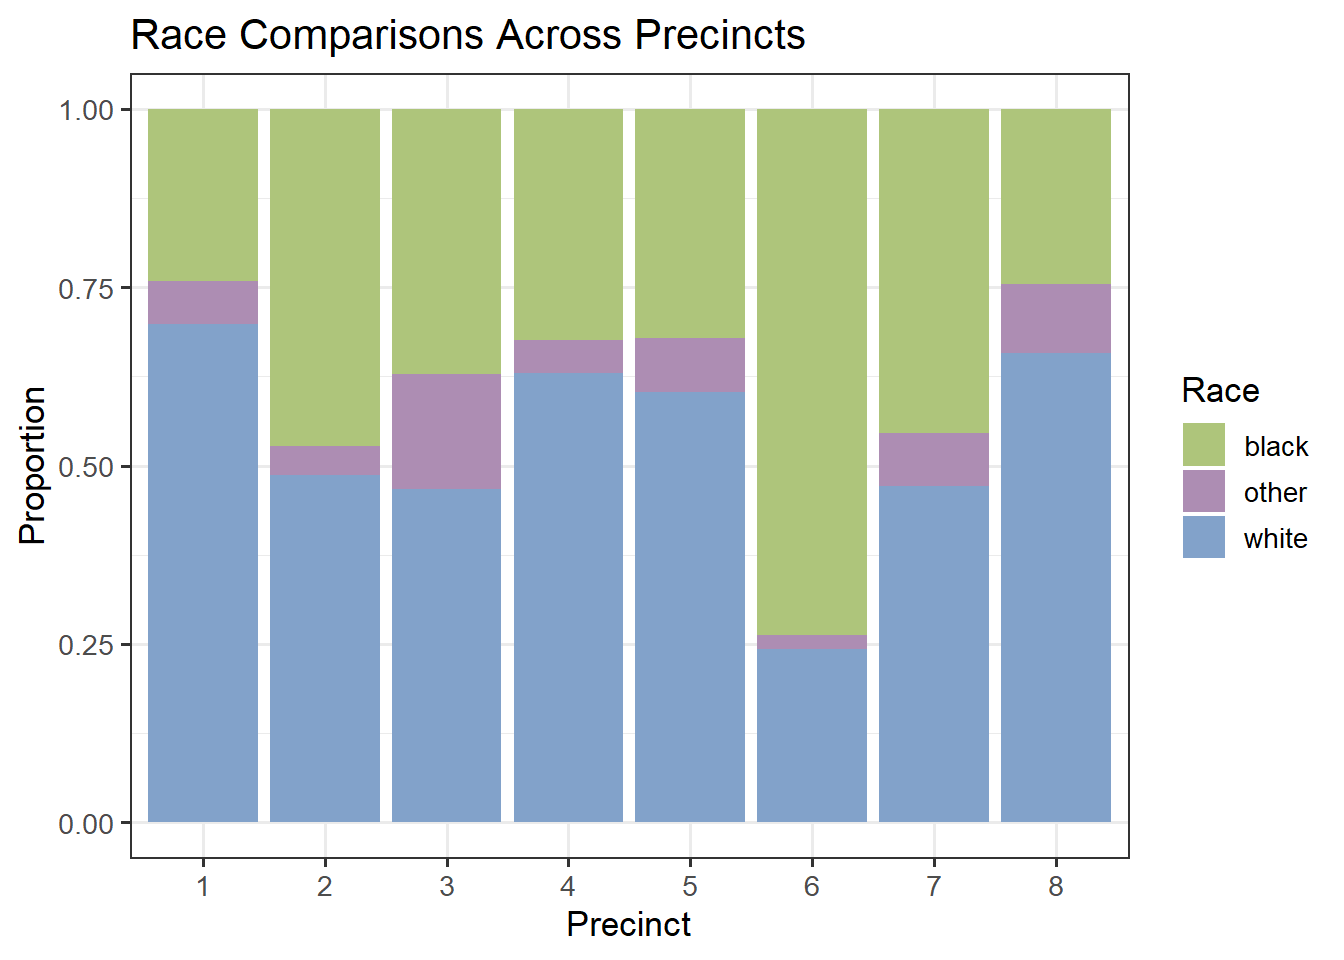 Race Comparisons Across Precincts
1.00
0.75
0.50
0.25
0.00
Proportion
1 2 3 4 5 6 7 8
Precinct
Race
black
other
white